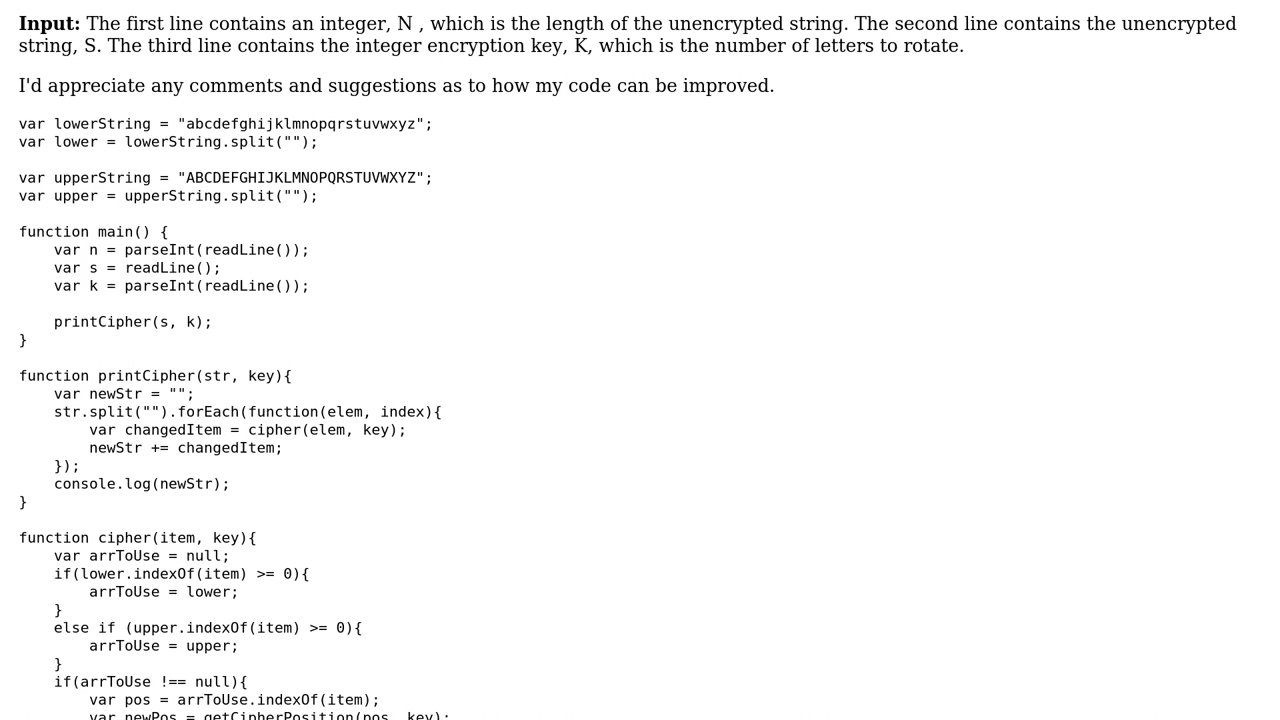 Input: The first line contains an integer, N , which is the length of the unencrypted string. The second line contains the unencrypted
string, S. The third line contains the integer encryption key, K, which is the number of letters to rotate.
I'd appreciate any comments and suggestions as to how my code can be improved.
var lowerString = "abcdefghijklmnopqrstuvwxyz";
var lower = lowerString.split("");
var upperString = "ABCDEFGHIJKLMNOPQRSTUVWXYZ";
var upper = upperString.split("");
function main() {
    var n = parseInt(readLine());
    var s = readLine();
    var k = parseInt(readLine());
    printCipher(s, k);
}
function printCipher(str, key){
    var newStr = "";
    str.split("").forEach(function(elem, index){
        var changedItem = cipher(elem, key);
        newStr += changedItem;
    });
    console.log(newStr);
}
function cipher(item, key){
    var arrToUse = null;
    if(lower.indexOf(item) >= 0){
        arrToUse = lower;
    }
    else if (upper.indexOf(item) >= 0){
        arrToUse = upper;
    }
    if(arrToUse !== null){
        var pos = arrToUse.indexOf(item);
        var newPos = getCipherPosition(pos, key);